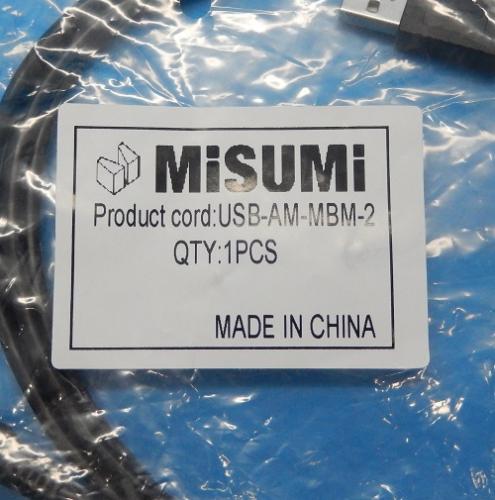 MiSUMi
Product cord:USB-AM-MBM-2
QTY:1PCS
MADE IN CHINA